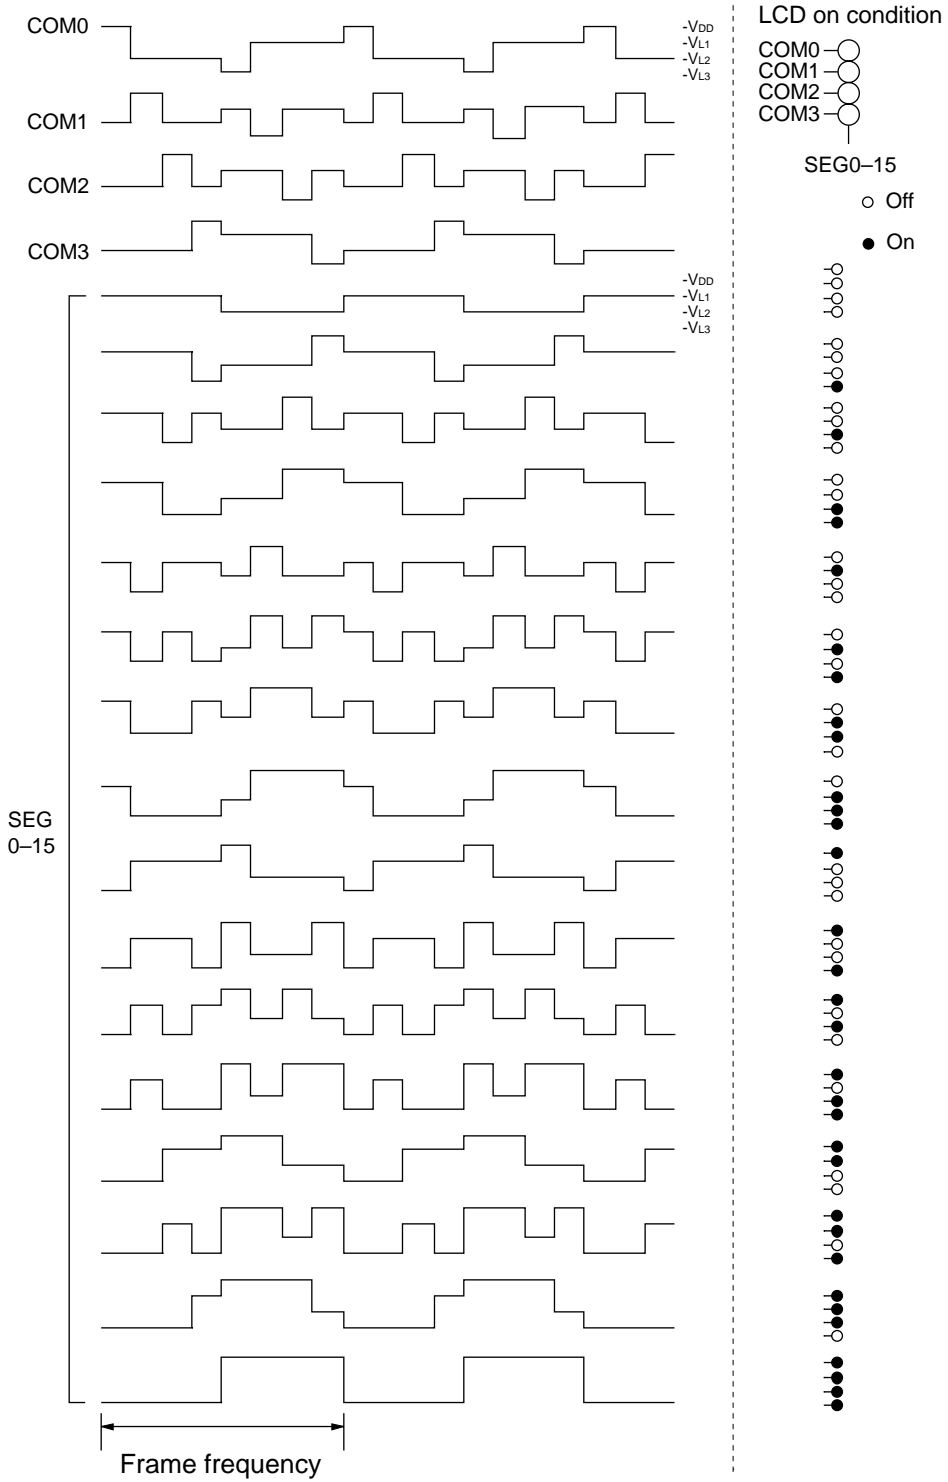 COM0
-VDD
-VL1
-VL2
-VL3
COM1
COM2
COM3
-VDD
-VL1
-VL2
-VL3
SEG
0–15
Frame frequency
LCD on condition
COM0
COM1
COM2
COM3
SEG0–15
Off
On